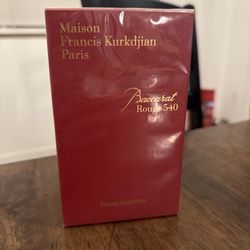 Maison
Francis Kurkdjian
Paris
Baccarat
Rouge 540
Extrait de parfum